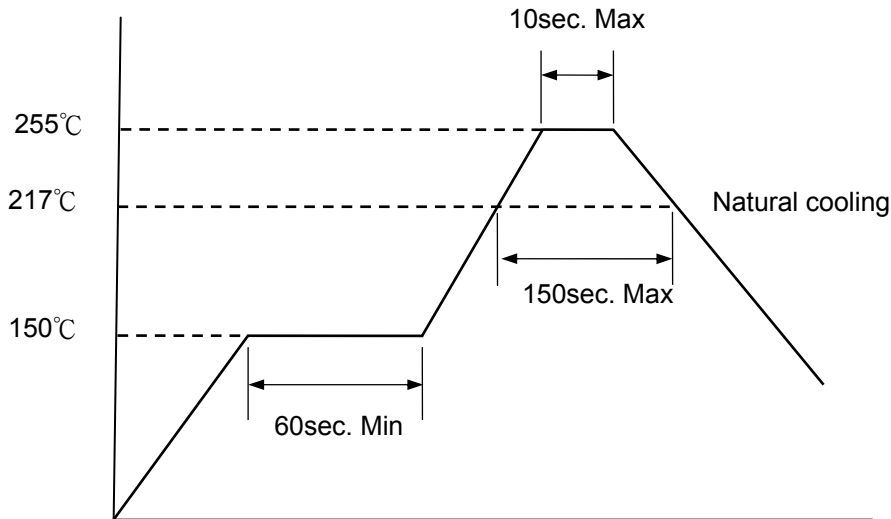 10sec. Max
255℃
217℃
Natural cooling
150sec. Max
150℃
60sec. Min